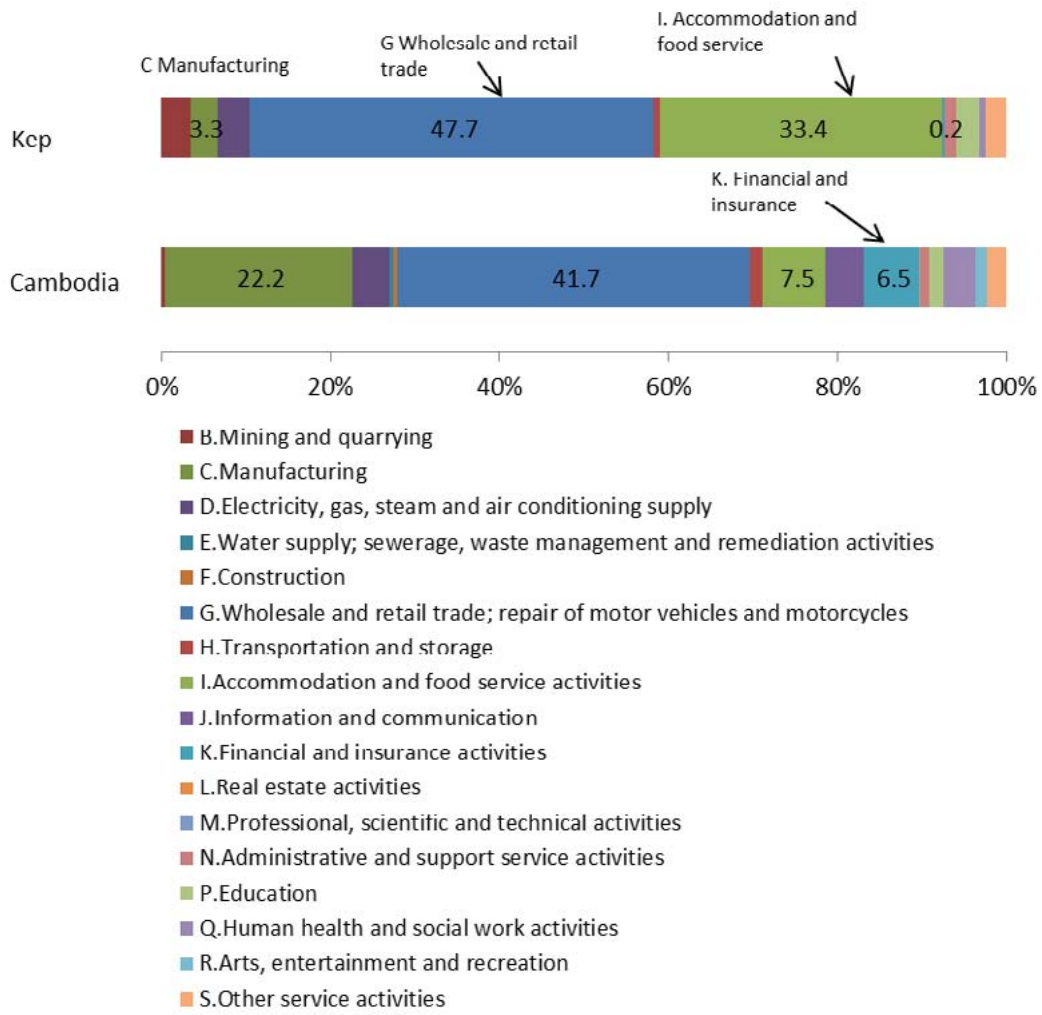 I. Accommodation and
food service
G Wholesale and retail
trade
C Manufacturing
Kep
3.3
47.7
33.4
0.2
K. Financial and
insurance
Cambodia
22.2
41.7
7.5
6.5
0%
20%
40%
60%
80%
100%
B.Mining and quarrying
C.Manufacturing
D.Electricity, gas, steam and air conditioning supply
E.Water supply; sewerage, waste management and remediation activities
F.Construction
G.Wholesale and retail trade; repair of motor vehicles and motorcycles
H.Transportation and storage
I.Accommodation and food service activities
J.Information and communication
K.Financial and insurance activities
L.Real estate activities
M.Professional, scientific and technical activities
N.Administrative and support service activities
P.Education
Q.Human health and social work activities
R.Arts, entertainment and recreation
S.Other service activities